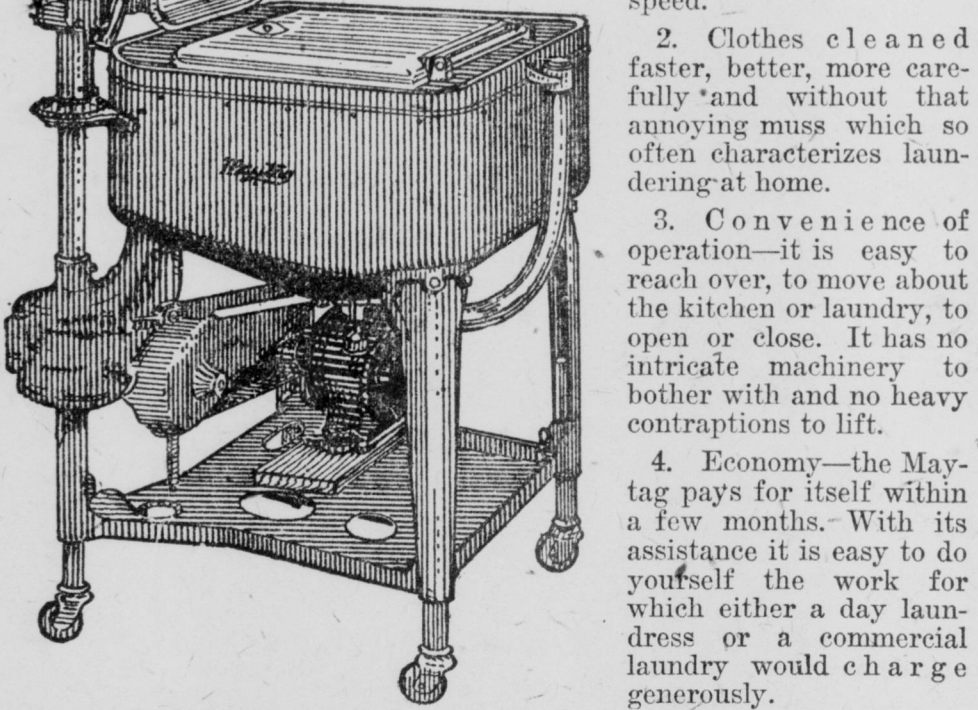 speed.
2. Clothes cleaned
faster, better, more care-
fully and without that
annoying muss which so
often characterizes laun-
dering at home.
3. Convenience of
operation—it is easy to
reach over, to move about
the kitchen or laundry, to
open or close. It has no
intricate machinery to
bother with and no heavy
contraptions to lift.
4. Economy—the May-
tag pays for itself within
a few months. With its
assistance it is easy to do
yourself the work for
which either a day laun-
dress or a commercial
laundry would charge
generously.
Maytag